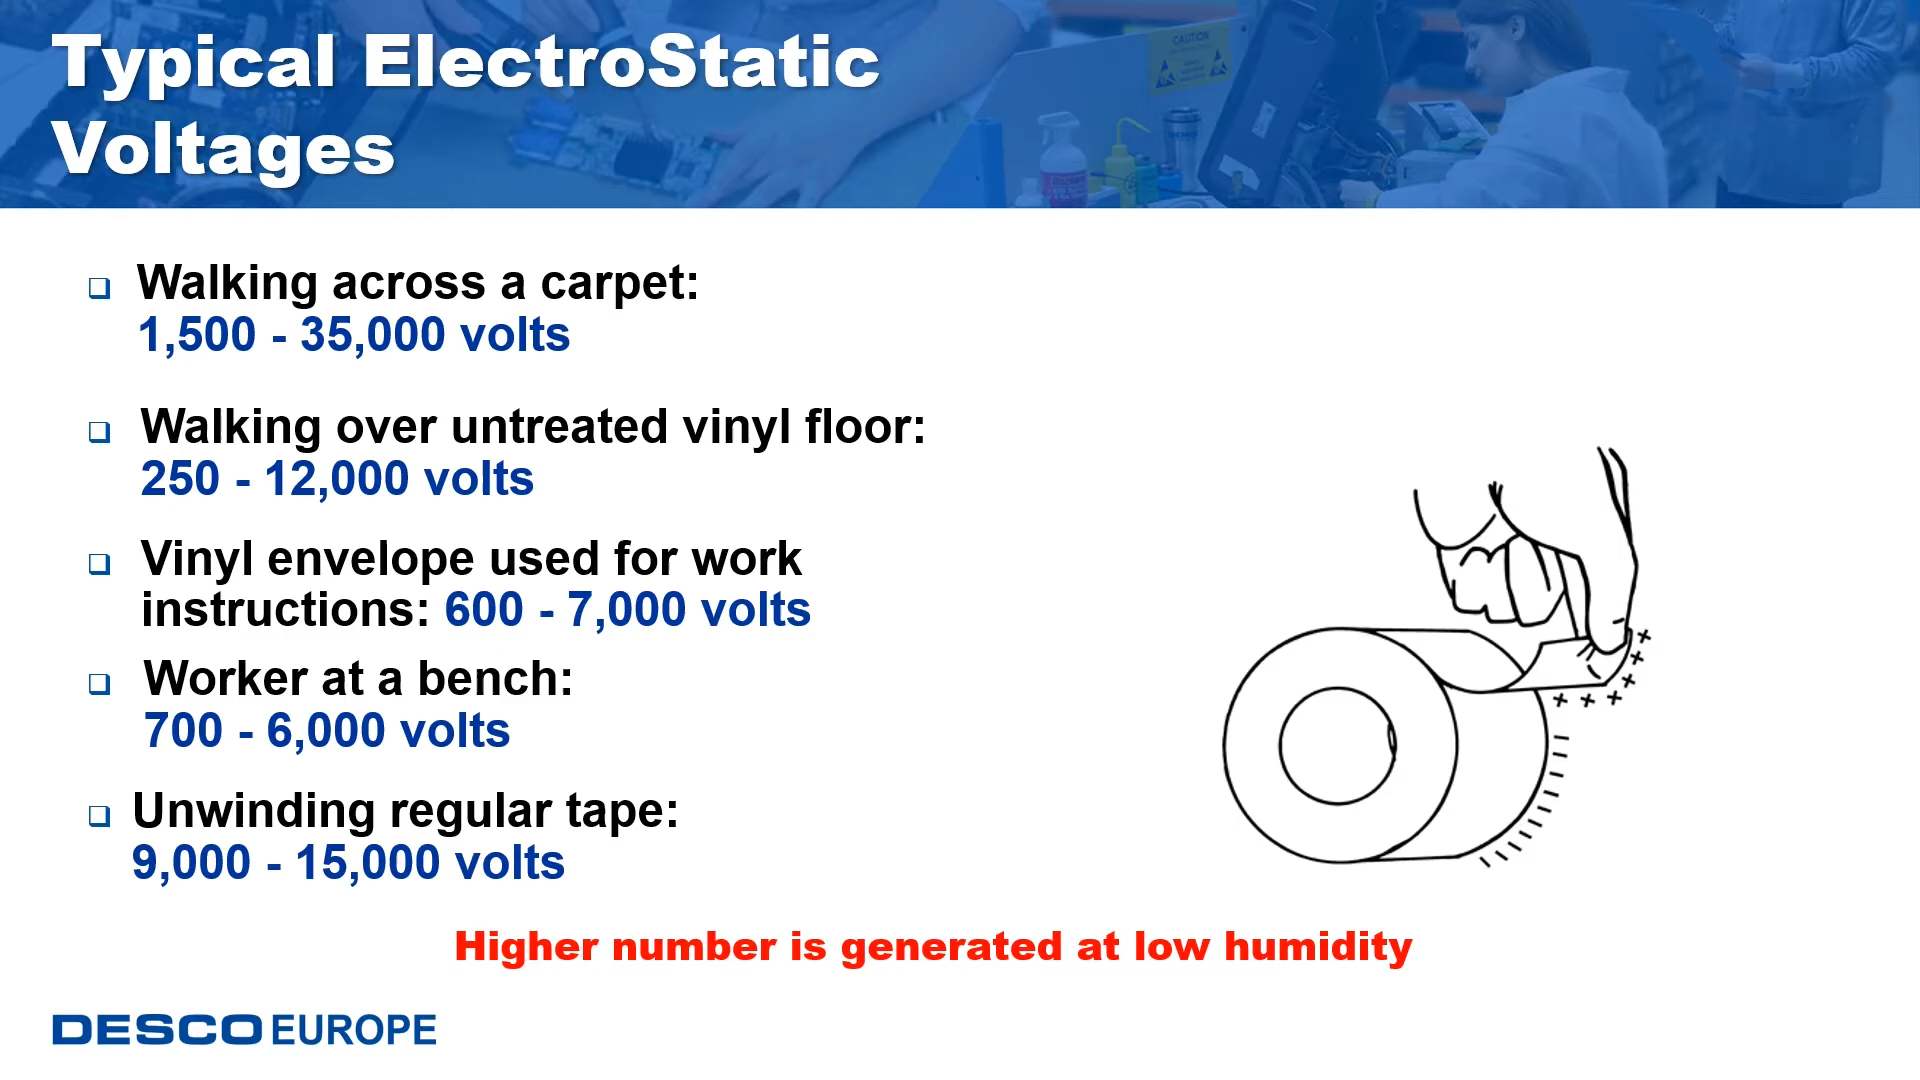 Typical ElectroStatic
Voltages
CAUTION
Walking across a carpet:
1,500 - 35,000 volts
Walking over untreated vinyl floor:
250 - 12,000 volts
Vinyl envelope used for work
instructions: 600 - 7,000 volts
Worker at a bench:
700 - 6,000 volts
Unwinding regular tape:
9,000 - 15,000 volts
Higher number is generated at low humidity
DESCO EUROPE